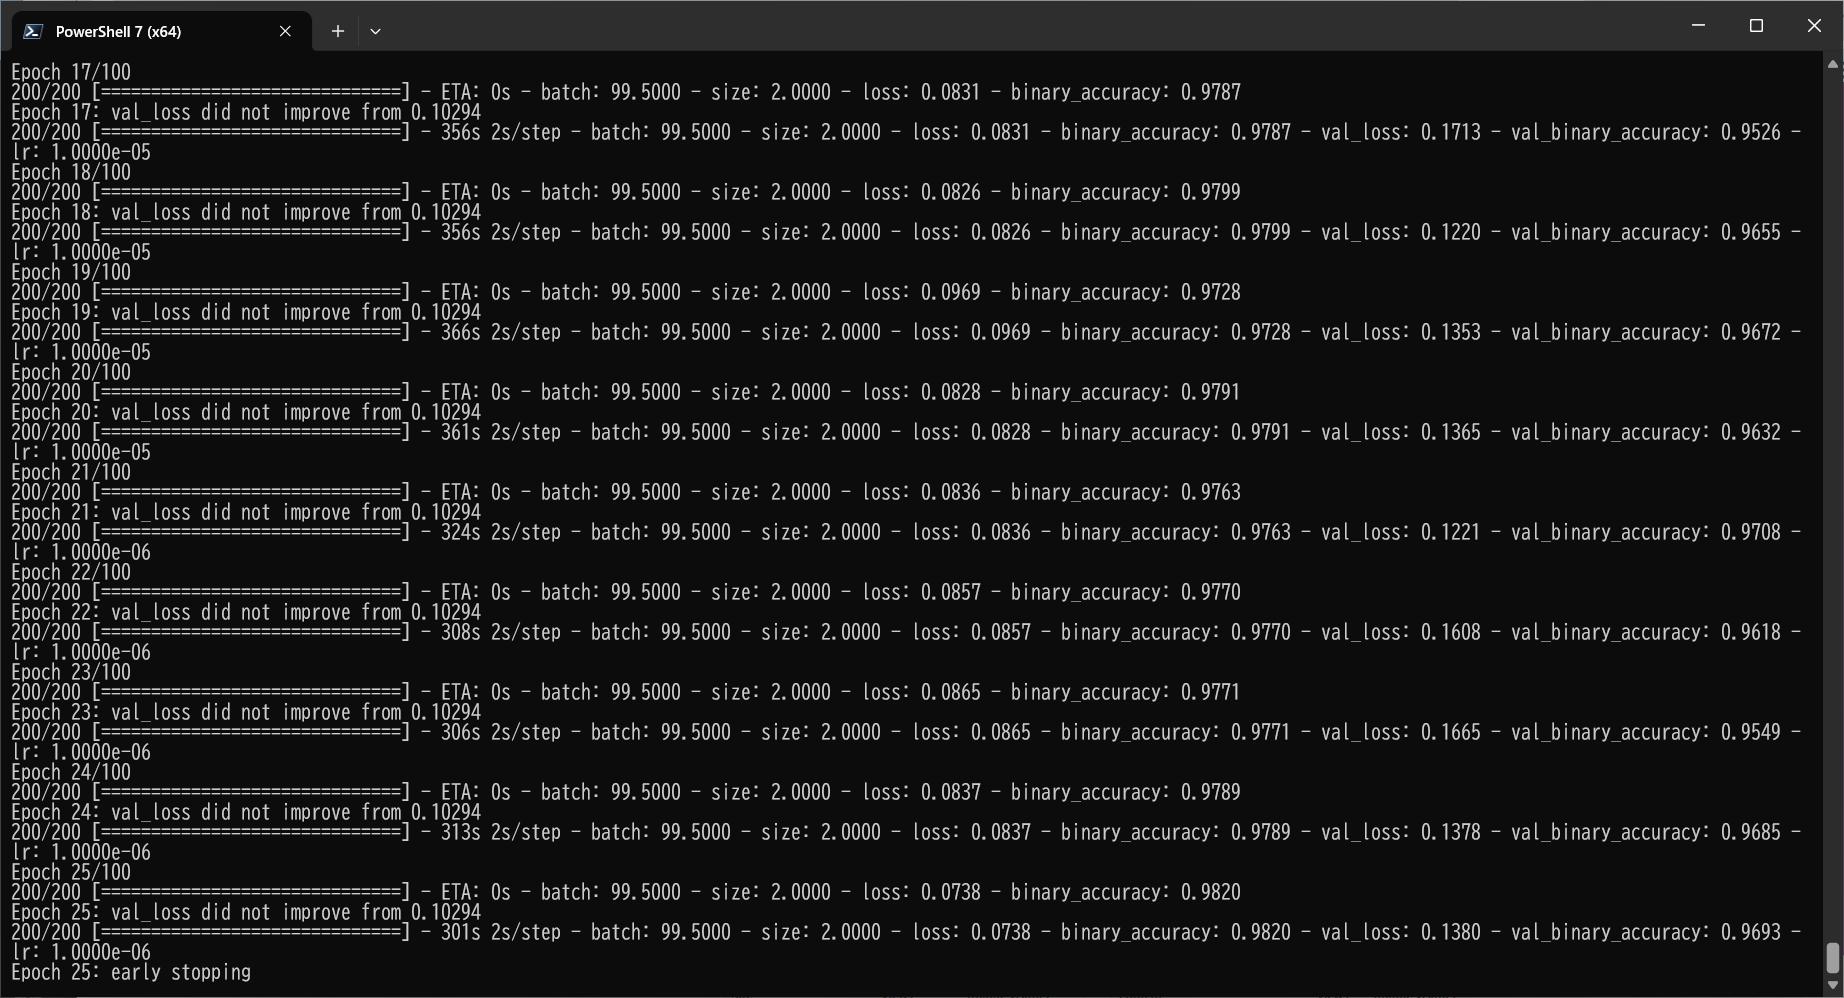 PowerShell 7 (x64)
Epoch 17/100
200/200 [==============================] - ETA: 0s - batch: 99.5000 - size: 2.0000 - loss: 0.0831 - binary_accuracy: 0.9787
Epoch 17: val_loss did not improve from 0.10294
200/200 [==============================] - 356s 2s/step - batch: 99.5000 - size: 2.0000 - loss: 0.0831 - binary_accuracy: 0.9787 - val_loss: 0.1713 - val_binary_accuracy: 0.9526 -
lr: 1.0000e-05
Epoch 18/100
200/200 [==============================] - ETA: 0s - batch: 99.5000 - size: 2.0000 - loss: 0.0826 - binary_accuracy: 0.9799
Epoch 18: val_loss did not improve from 0.10294
200/200 [==============================] - 356s 2s/step - batch: 99.5000 - size: 2.0000 - loss: 0.0826 - binary_accuracy: 0.9799 - val_loss: 0.1220 - val_binary_accuracy: 0.9655 -
lr: 1.0000e-05
Epoch 19/100
200/200 [==============================] - ETA: 0s - batch: 99.5000 - size: 2.0000 - loss: 0.0969 - binary_accuracy: 0.9728
Epoch 19: val_loss did not improve from 0.10294
200/200 [==============================] - 366s 2s/step - batch: 99.5000 - size: 2.0000 - loss: 0.0969 - binary_accuracy: 0.9728 - val_loss: 0.1353 - val_binary_accuracy: 0.9672 -
lr: 1.0000e-05
Epoch 20/100
200/200 [==============================] - ETA: 0s - batch: 99.5000 - size: 2.0000 - loss: 0.0828 - binary_accuracy: 0.9791
Epoch 20: val_loss did not improve from 0.10294
200/200 [==============================] - 361s 2s/step - batch: 99.5000 - size: 2.0000 - loss: 0.0828 - binary_accuracy: 0.9791 - val_loss: 0.1365 - val_binary_accuracy: 0.9632 -
lr: 1.0000e-05
Epoch 21/100
200/200 [==============================] - ETA: 0s - batch: 99.5000 - size: 2.0000 - loss: 0.0836 - binary_accuracy: 0.9763
Epoch 21: val_loss did not improve from 0.10294
200/200 [==============================] - 324s 2s/step - batch: 99.5000 - size: 2.0000 - loss: 0.0836 - binary_accuracy: 0.9763 - val_loss: 0.1221 - val_binary_accuracy: 0.9708 -
lr: 1.0000e-06
Epoch 22/100
200/200 [==============================] - ETA: 0s - batch: 99.5000 - size: 2.0000 - loss: 0.0857 - binary_accuracy: 0.9770
Epoch 22: val_loss did not improve from 0.10294
200/200 [==============================] - 308s 2s/step - batch: 99.5000 - size: 2.0000 - loss: 0.0857 - binary_accuracy: 0.9770 - val_loss: 0.1608 - val_binary_accuracy: 0.9618 -
lr: 1.0000e-06
Epoch 23/100
200/200 [==============================] - ETA: 0s - batch: 99.5000 - size: 2.0000 - loss: 0.0865 - binary_accuracy: 0.9771
Epoch 23: val_loss did not improve from 0.10294
200/200 [==============================] - 306s 2s/step - batch: 99.5000 - size: 2.0000 - loss: 0.0865 - binary_accuracy: 0.9771 - val_loss: 0.1665 - val_binary_accuracy: 0.9549 -
lr: 1.0000e-06
Epoch 24/100
200/200 [==============================] - ETA: 0s - batch: 99.5000 - size: 2.0000 - loss: 0.0837 - binary_accuracy: 0.9789
Epoch 24: val_loss did not improve from 0.10294
200/200 [==============================] - 313s 2s/step - batch: 99.5000 - size: 2.0000 - loss: 0.0837 - binary_accuracy: 0.9789 - val_loss: 0.1378 - val_binary_accuracy: 0.9685 -
lr: 1.0000e-06
Epoch 25/100
200/200 [==============================] - ETA: 0s - batch: 99.5000 - size: 2.0000 - loss: 0.0738 - binary_accuracy: 0.9820
Epoch 25: val_loss did not improve from 0.10294
200/200 [==============================] - 301s 2s/step - batch: 99.5000 - size: 2.0000 - loss: 0.0738 - binary_accuracy: 0.9820 - val_loss: 0.1380 - val_binary_accuracy: 0.9693 -
lr: 1.0000e-06
Epoch 25: early stopping